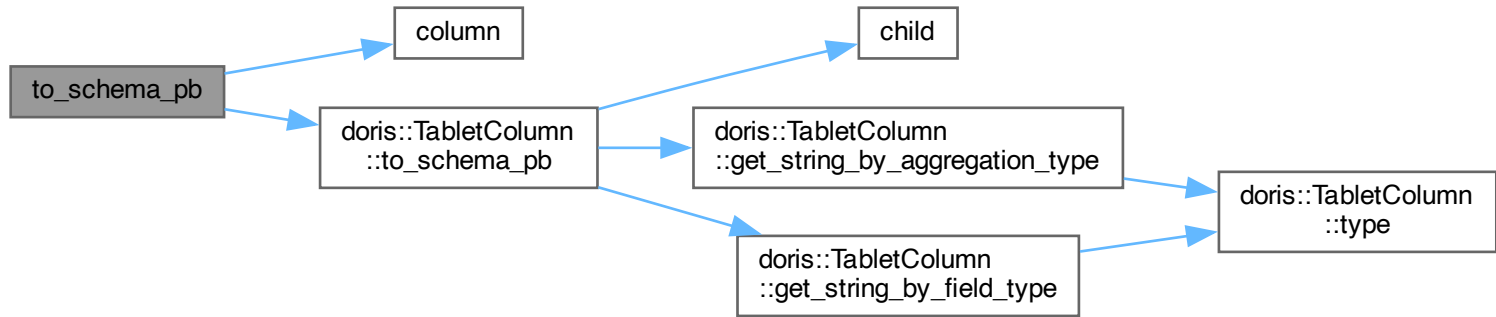 to_schema_pb
column
doris::TabletColumn
::to_schema_pb
child
doris::TabletColumn
::get_string_by_aggregation_type
doris::TabletColumn
::get_string_by_field_type
doris::TabletColumn
::type